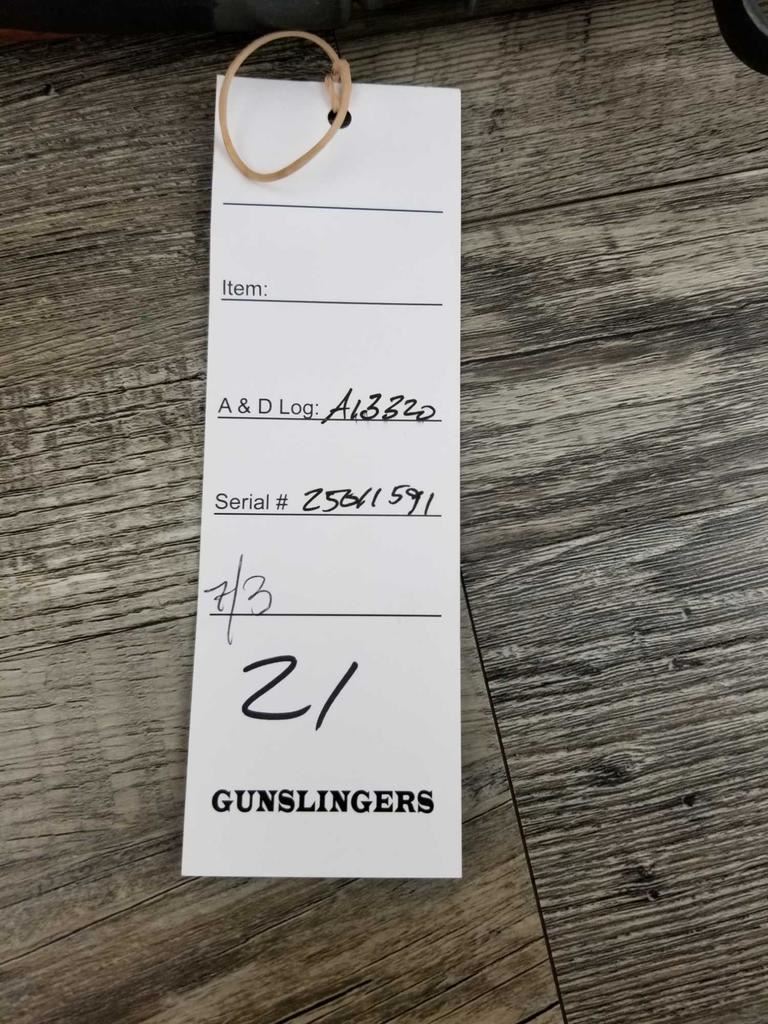 Item:
A & D Log: A13320
Serial # 25611591
7/3
21
GUNSLINGERS